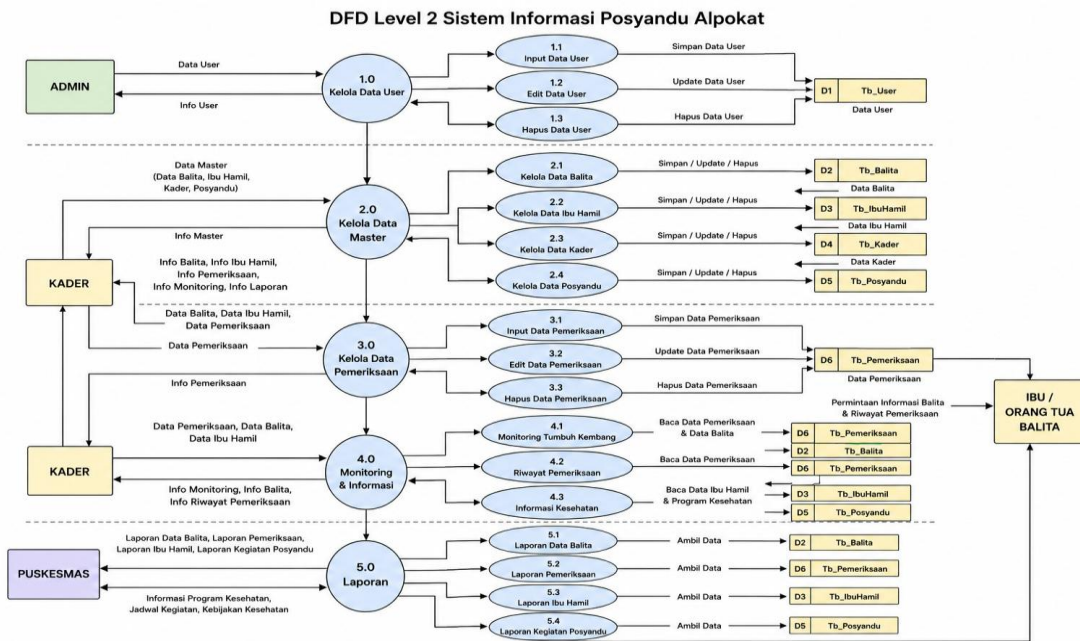 DFD Level 2 Sistem Informasi Posyandu Alpokat
ADMIN
Data User
Info User
1.0
Kelola Data User
1.1
Input Data User
1.2
Edit Data User
1.3
Hapus Data User
Simpan Data User
Update Data User
Hapus Data User
D1 Tb_User
Data User
Data Master
(Data Balita, Ibu Hamil,
Kader, Posyandu)
Info Master
2.0
Kelola Data
Master
2.1
Kelola Data Balita
2.2
Kelola Data Ibu Hamil
2.3
Kelola Data Kader
2.4
Kelola Data Posyandu
Simpan / Update / Hapus
Simpan / Update / Hapus
Simpan / Update / Hapus
Simpan / Update / Hapus
D2 Tb_Balita
Data Balita
D3 Tb_IbuHamil
Data Ibu Hamil
D4 Tb_Kader
Data Kader
D5 Tb_Posyandu
KADER
Info Balita, Info Ibu Hamil,
Info Pemeriksaan,
Info Monitoring, Info Laporan
Data Balita, Data Ibu Hamil,
Data Pemeriksaan
Data Pemeriksaan
Info Pemeriksaan
3.0
Kelola Data
Pemeriksaan
3.1
Input Data Pemeriksaan
3.2
Edit Data Pemeriksaan
3.3
Hapus Data Pemeriksaan
Simpan Data Pemeriksaan
Update Data Pemeriksaan
Hapus Data Pemeriksaan
D6 Tb_Pemeriksaan
Data Pemeriksaan
Permintaan Informasi Balita
& Riwayat Pemeriksaan
IBU /
ORANG TUA
BALITA
KADER
Data Pemeriksaan, Data Balita,
Data Ibu Hamil
Info Monitoring, Info Balita,
Info Riwayat Pemeriksaan
4.0
Monitoring
& Informasi
4.1
Monitoring Tumbuh Kembang
4.2
Riwayat Pemeriksaan
4.3
Informasi Kesehatan
Baca Data Pemeriksaan
& Data Balita
Baca Data Pemeriksaan
Baca Data Ibu Hamil
& Program Kesehatan
D6 Tb_Pemeriksaan
D2 Tb_Balita
D6 Tb_Pemeriksaan
D3 Tb_IbuHamil
D5 Tb_Posyandu
PUSKESMAS
Laporan Data Balita, Laporan Pemeriksaan,
Laporan Ibu Hamil, Laporan Kegiatan Posyandu
Informasi Program Kesehatan,
Jadwal Kegiatan, Kebijakan Kesehatan
5.0
Laporan
5.1
Laporan Data Balita
5.2
Laporan Pemeriksaan
5.3
Laporan Ibu Hamil
5.4
Laporan Kegiatan Posyandu
Ambil Data
Ambil Data
Ambil Data
Ambil Data
D2 Tb_Balita
D6 Tb_Pemeriksaan
D3 Tb_IbuHamil
D5 Tb_Posyandu